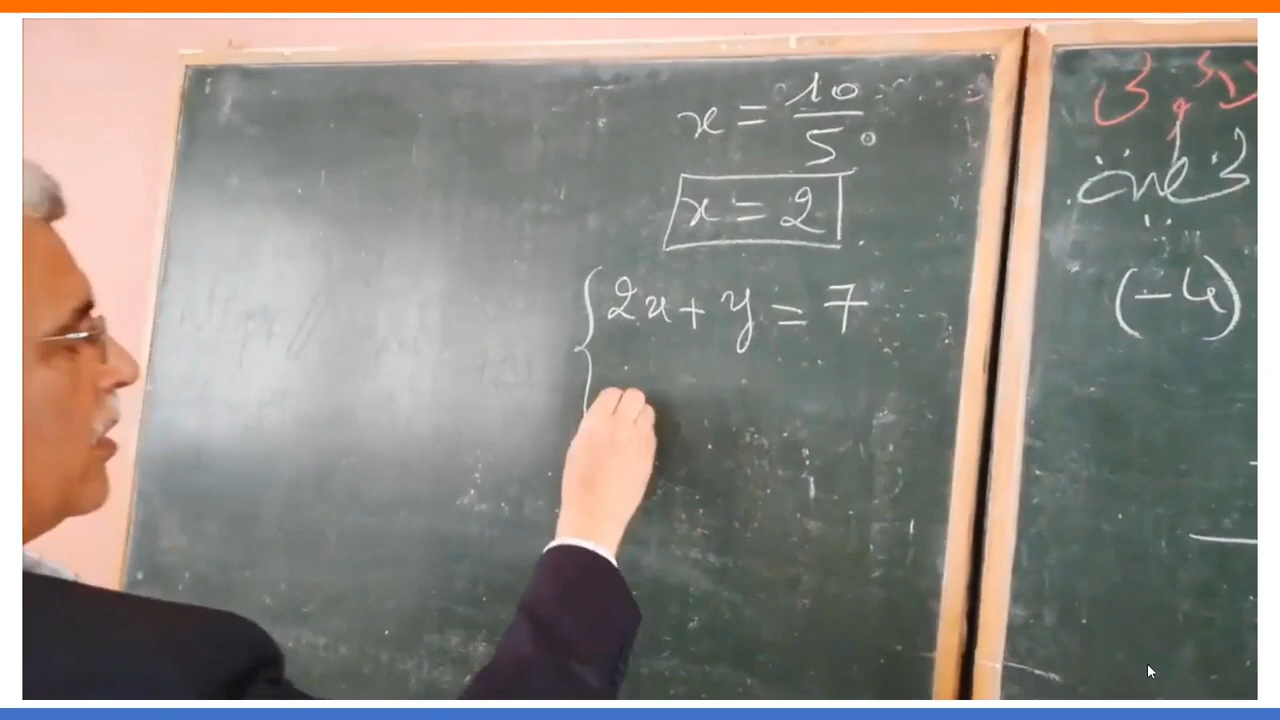 x = 10/5
x = 2
{ 2x + y = 7
(-4)